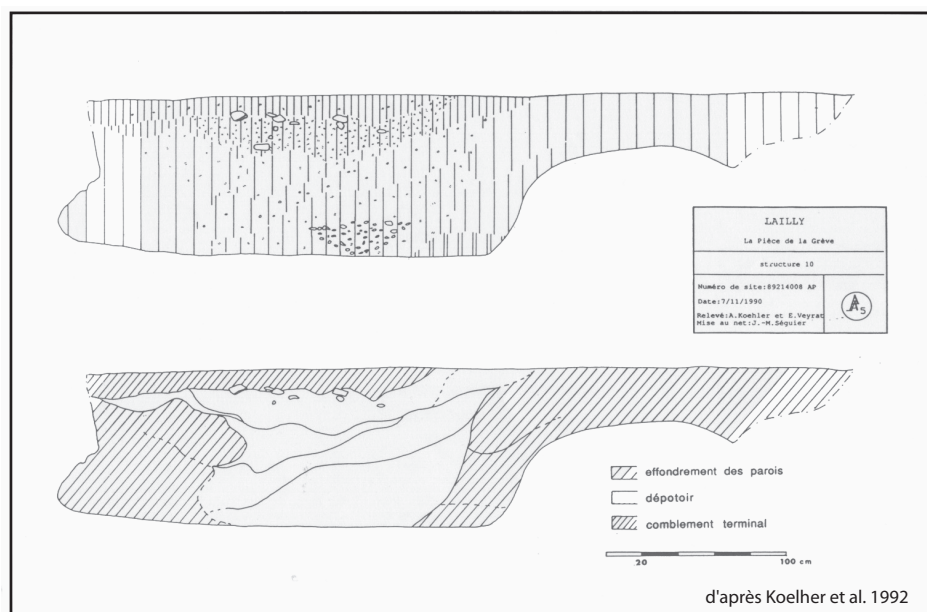 LAILLY
La Pièce de la Grève
structure 10
Numéro de site:89214008 AP
Date:7/11/1990
Relevé:A.Koehler et E.Veyrat
Mise au net:J.-M.Séguier
A5
effondrement des parois
dépotoir
comblement terminal
20 100 cm
d'après Koelher et al. 1992